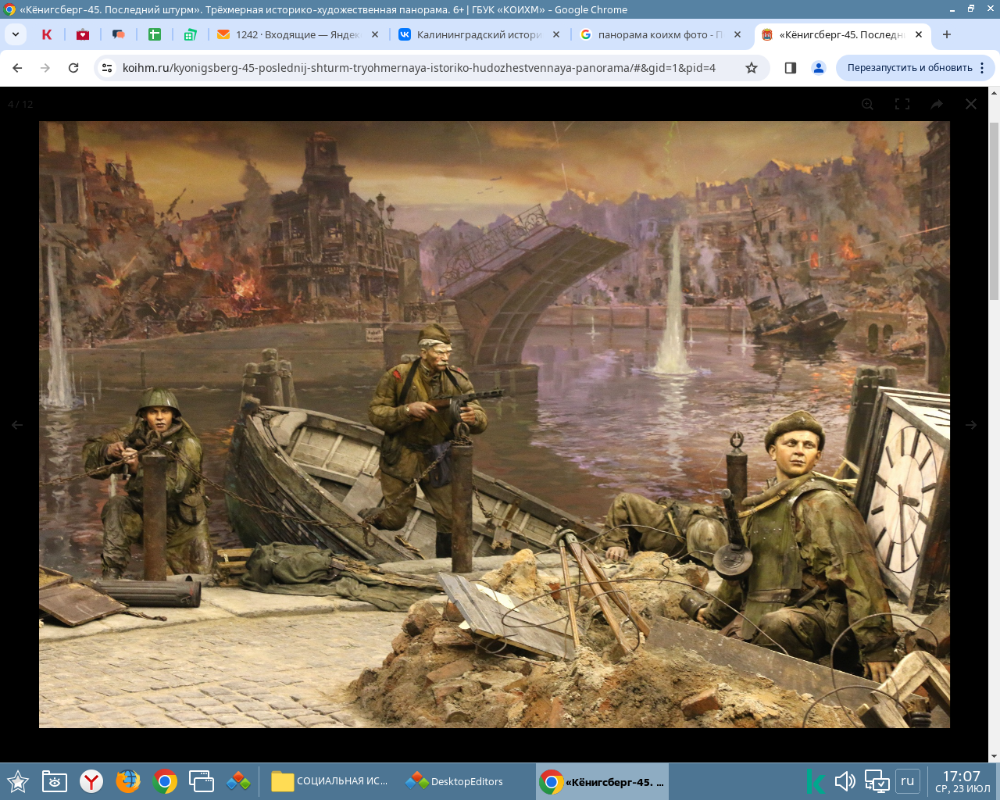 «Кёнигсберг-45. Последний штурм». Трёхмерная историко-художественная панорама. 6+ | ГБУК «КОИХМ» - Google Chrome
1242 · Входящие — Яндек
Калининградский истори
панорама коихм фото - П
«Кёнигсберг-45. Последн
koihm.ru/kyonigsberg-45-poslednij-shturm-tryohmernaya-istoriko-hudozhestvennaya-panorama/#&gid=1&pid=4
Перезапустить и обновить
4 / 12
СОЦИАЛЬНАЯ ИС...
DesktopEditors
«Кёнигсберг-45. ...
ru
17:07
СР, 23 ИЮЛ